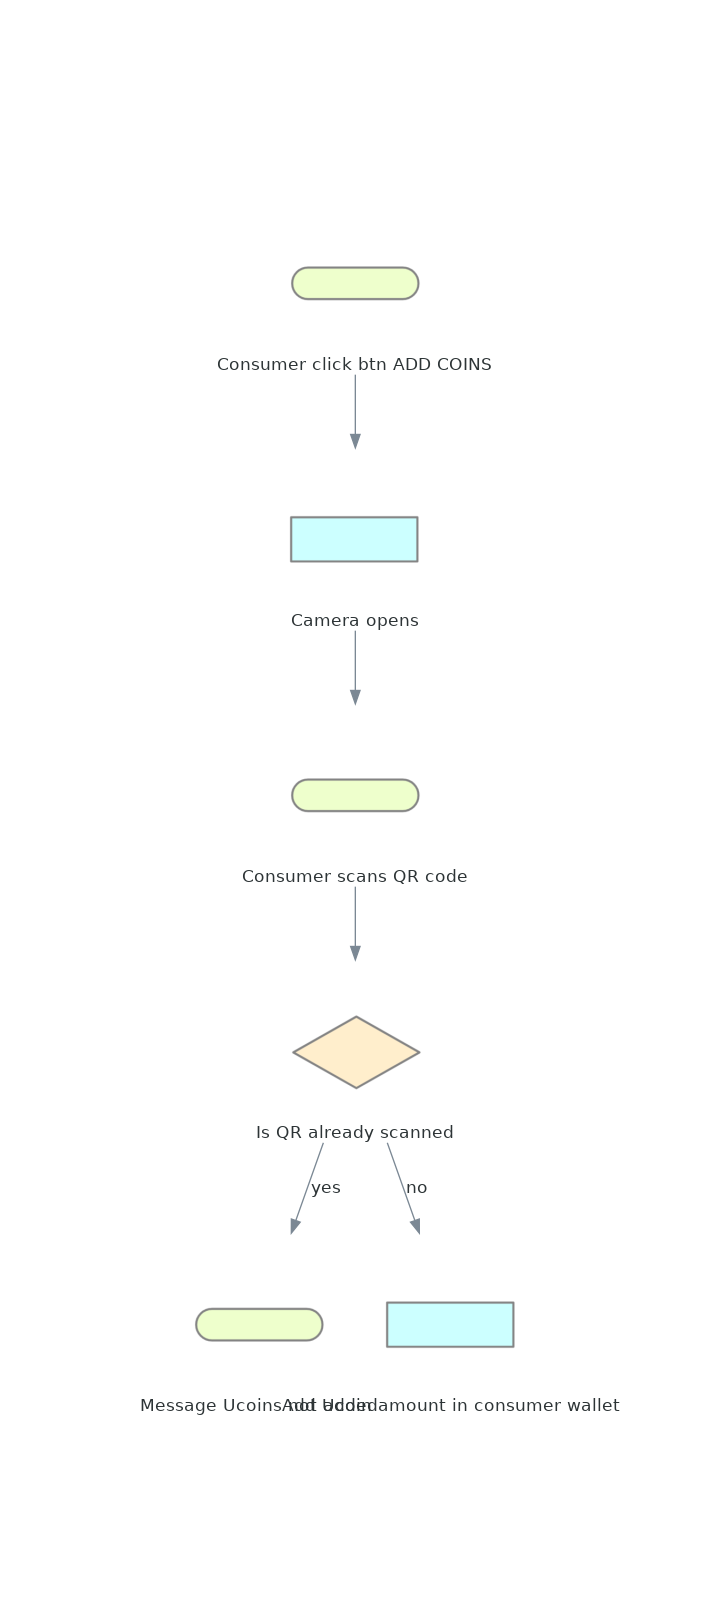 Consumer click btn ADD COINS
Camera opens
Consumer scans QR code
Is QR already scanned
yes
no
Message Ucoins not added
Add Ucoin amount in consumer wallet